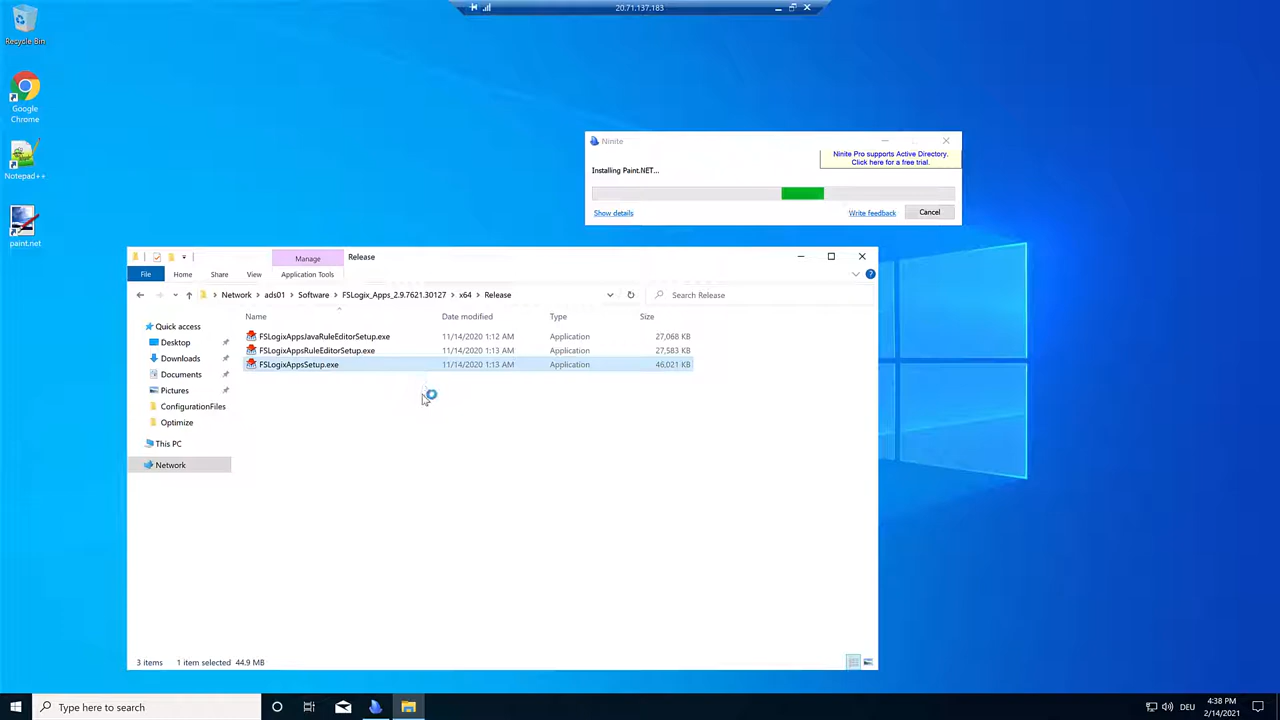 20.71.137.183
Recycle Bin
Google
Chrome
Notepad++
paint.net
Ninite
Ninite Pro supports Active Directory.
Click here for a free trial.
Installing Paint.NET...
Show details
Write feedback
Cancel
Manage
Release
File
Home
Share
View
Application Tools
Network
ads01
Software
FSLogix_Apps_2.9.7621.30127
x64
Release
Search Release
Name
Date modified
Type
Size
Quick access
Desktop
Downloads
Documents
Pictures
ConfigurationFiles
Optimize
This PC
Network
FSLogixAppsJavaRuleEditorSetup.exe 11/14/2020 1:12 AM Application 27,068 KB
FSLogixAppsRuleEditorSetup.exe 11/14/2020 1:13 AM Application 27,583 KB
FSLogixAppsSetup.exe 11/14/2020 1:13 AM Application 46,021 KB
3 items 1 item selected 44.9 MB
Type here to search
DEU
4:38 PM
2/14/2021